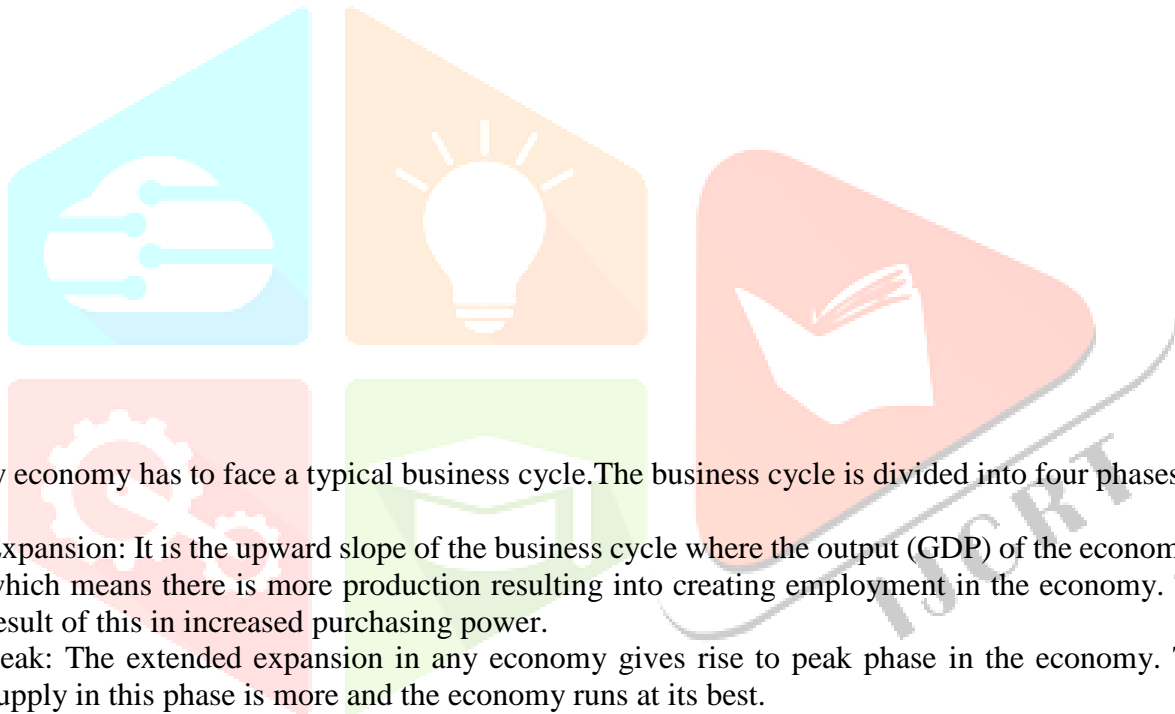 economy has to face a typical business cycle.The business cycle is divided into four phases
xpansion: It is the upward slope of the business cycle where the output (GDP) of the econom
which means there is more production resulting into creating employment in the economy.
esult of this in increased purchasing power.
eak: The extended expansion in any economy gives rise to peak phase in the economy.
upply in this phase is more and the economy runs at its best.
IJCRT